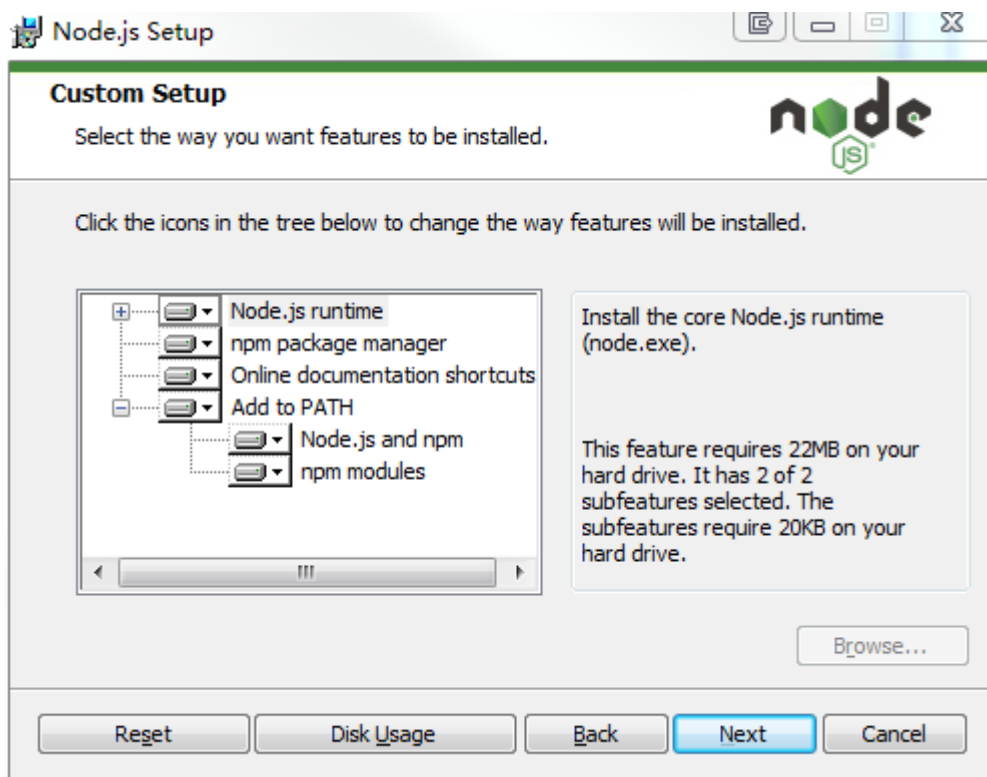 Node.js Setup
Custom Setup
Select the way you want features to be installed.
node
JS
Click the icons in the tree below to change the way features will be installed.
Node.js runtime
npm package manager
Online documentation shortcuts
Add to PATH
Node.js and npm
npm modules
Install the core Node.js runtime
(node.exe).
This feature requires 22MB on your
hard drive. It has 2 of 2
subfeatures selected. The
subfeatures require 20KB on your
hard drive.
Browse...
Reset
Disk Usage
Back
Next
Cancel